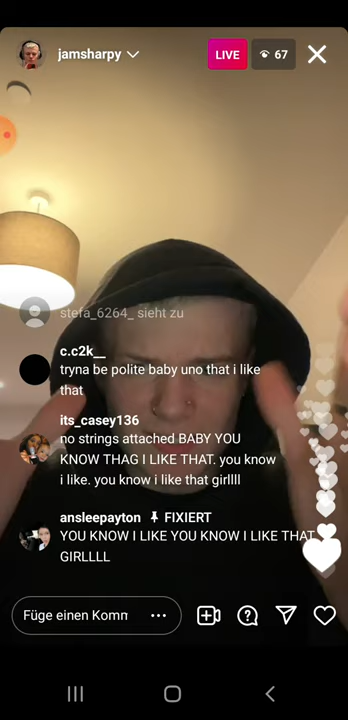 jamsharpy
LIVE
67
stefa_6264_ sieht zu
c.c2k__
tryna be polite baby uno that i like
that
its_casey136
no strings attached BABY YOU
KNOW THAG I LIKE THAT. you know
i like. you know i like that girllll
ansleepayton FIXIERT
YOU KNOW I LIKE YOU KNOW I LIKE THAT
GIRLLLL
Füge einen Komm